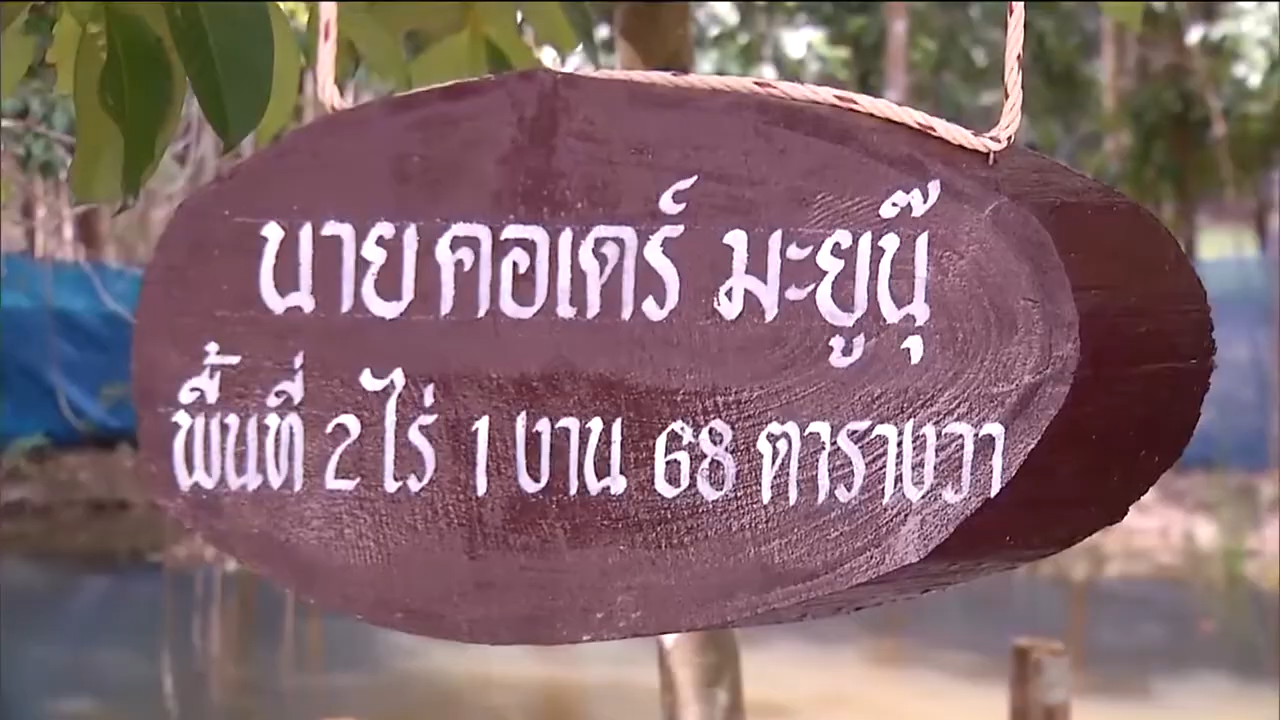 นายคอเดร์ มะยูนุ๊
พื้นที่ 2 ไร่ 1 งาน 68 ตารางวา